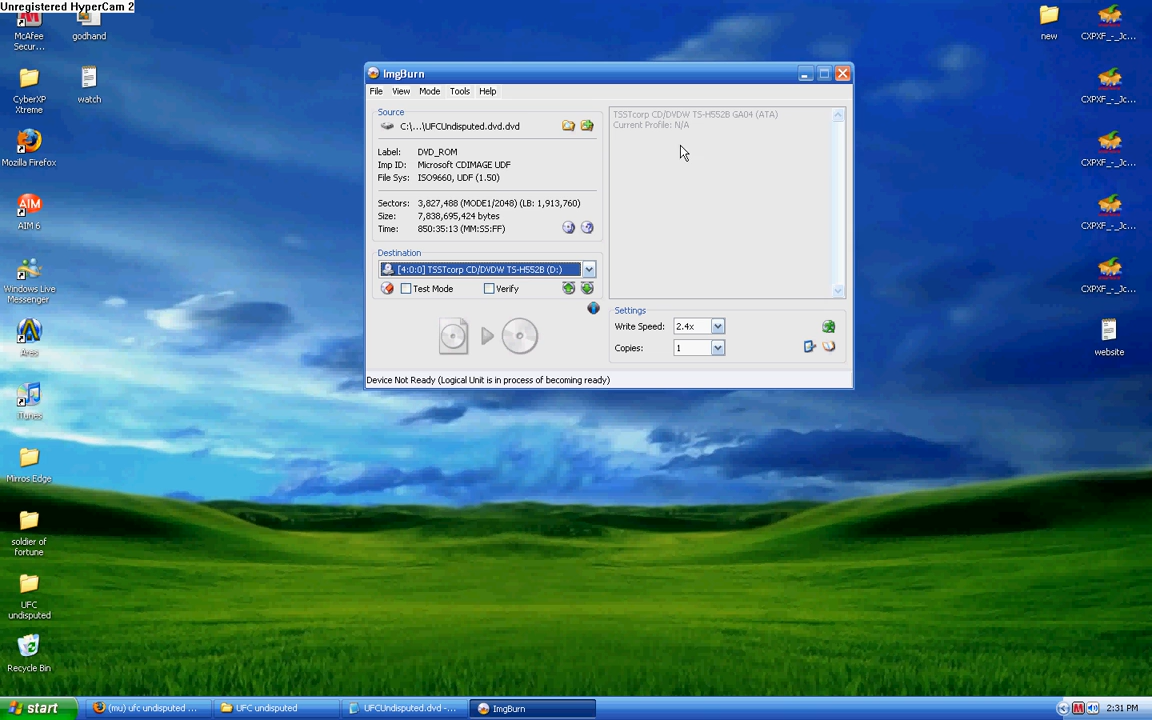 Unregistered HyperCam 2
McAfee
Secur...
godhand
CyberXP
Xtreme
watch
Mozilla Firefox
AIM
AIM 6
Windows Live
Messenger
Ares
iTunes
Mirros Edge
soldier of
fortune
UFC
undisputed
Recycle Bin
ImgBurn
File View Mode Tools Help
Source
C:\...\UFCUndisputed.dvd.dvd
Label: DVD_ROM
Imp ID: Microsoft CDIMAGE UDF
File Sys: ISO9660, UDF (1.50)
Sectors: 3,827,488 (MODE1/2048) (LB: 1,913,760)
Size: 7,838,695,424 bytes
Time: 850:35:13 (MM:SS:FF)
Destination
[4:0:0] TSSTcorp CD/DVDW TS-H552B (D:)
Test Mode Verify
TSSTcorp CD/DVDW TS-H552B GA04 (ATA)
Current Profile: N/A
Settings
Write Speed: 2.4x
Copies: 1
Device Not Ready (Logical Unit is in process of becoming ready)
new
CXPXF_-_Jc...
CXPXF_-_Jc...
CXPXF_-_Jc...
CXPXF_-_Jc...
CXPXF_-_Jc...
website
start
(mu) ufc undisputed ...
UFC undisputed
UFCUndisputed.dvd -...
ImgBurn
2:31 PM